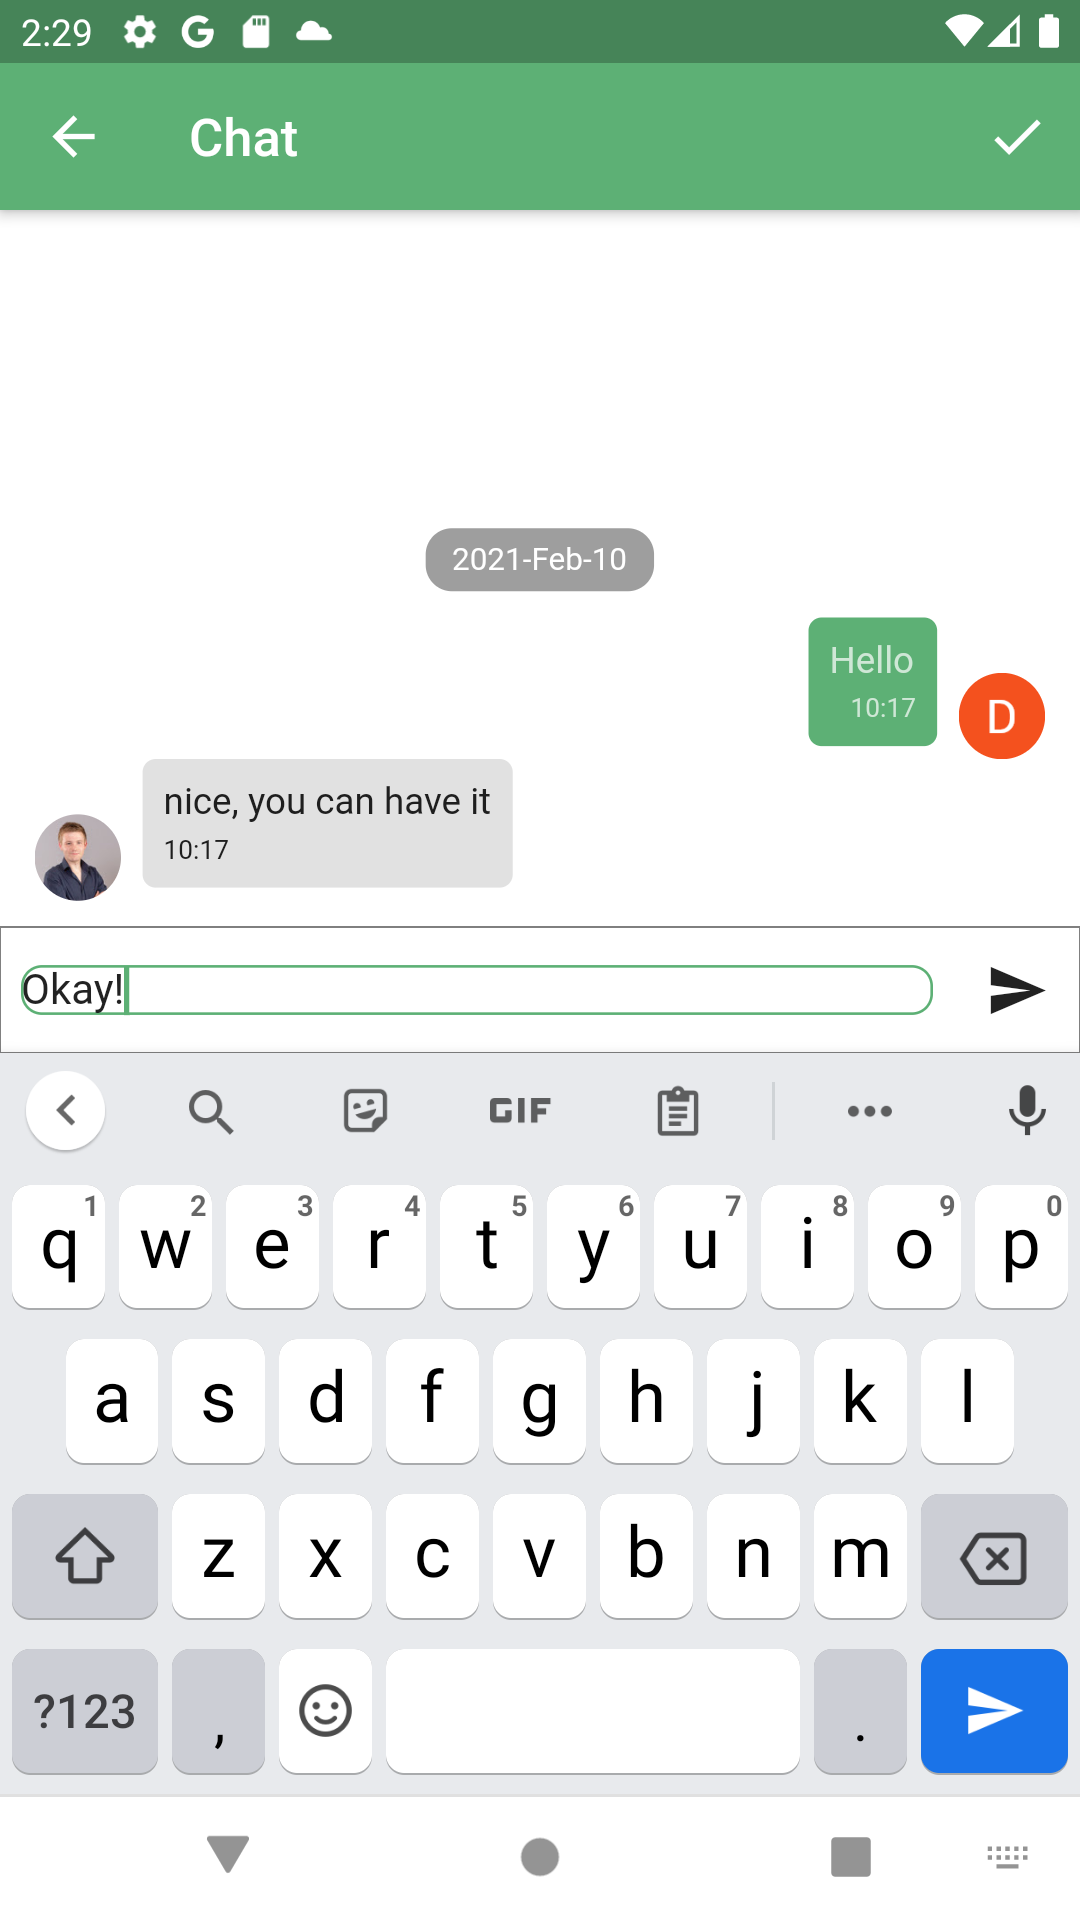 2:29
Chat
2021-Feb-10
Hello
10:17
D
nice, you can have it
10:17
Okay!
GIF
1 2 3 4 5 6 7 8 9 0
q w e r t y u i o p
a s d f g h j k l
z x c v b n m
?123 , .